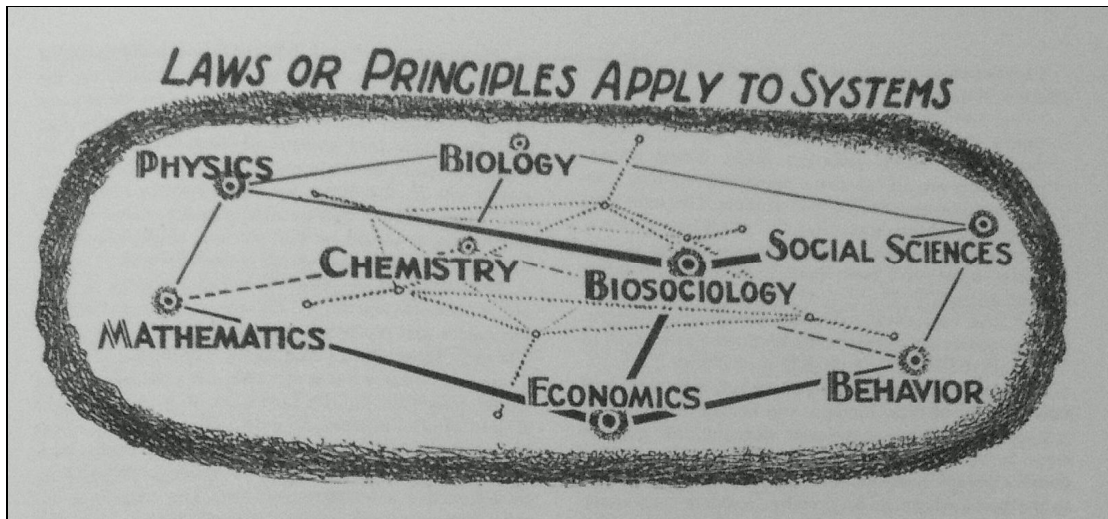 LAWS OR PRINCIPLES APPLY TO SYSTEMS
PHYSICS
BIOLOGY
SOCIAL SCIENCES
CHEMISTRY
BIOSOCIOLOGY
MATHEMATICS
ECONOMICS
BEHAVIOR